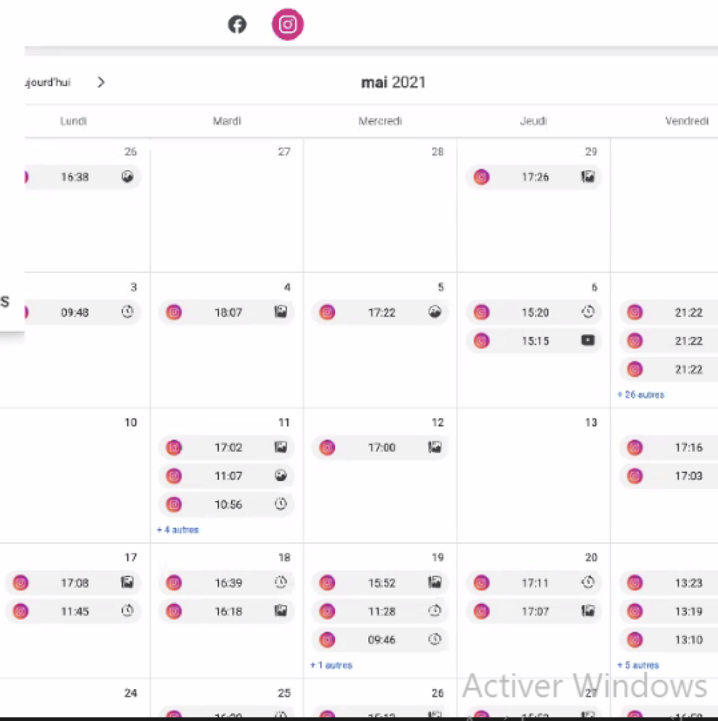 jourd'hui
mai 2021
Lundi Mardi Mercredi Jeudi Vendredi
26 27 28 29
16:38 17:26
S
3 4 5 6
09:48 18:07 17:22 15:20 21:22
15:15 21:22
21:22
+ 26 autres
10 11 12 13
17:02 17:00 17:16
11:07 17:03
10:56
+ 4 autres
17 18 19 20
17:08 16:39 15:52 17:11 13:23
11:45 16:18 11:28 17:07 13:19
09:46 13:10
+ 1 autres + 5 autres
Activer Windows
24 25 26 27